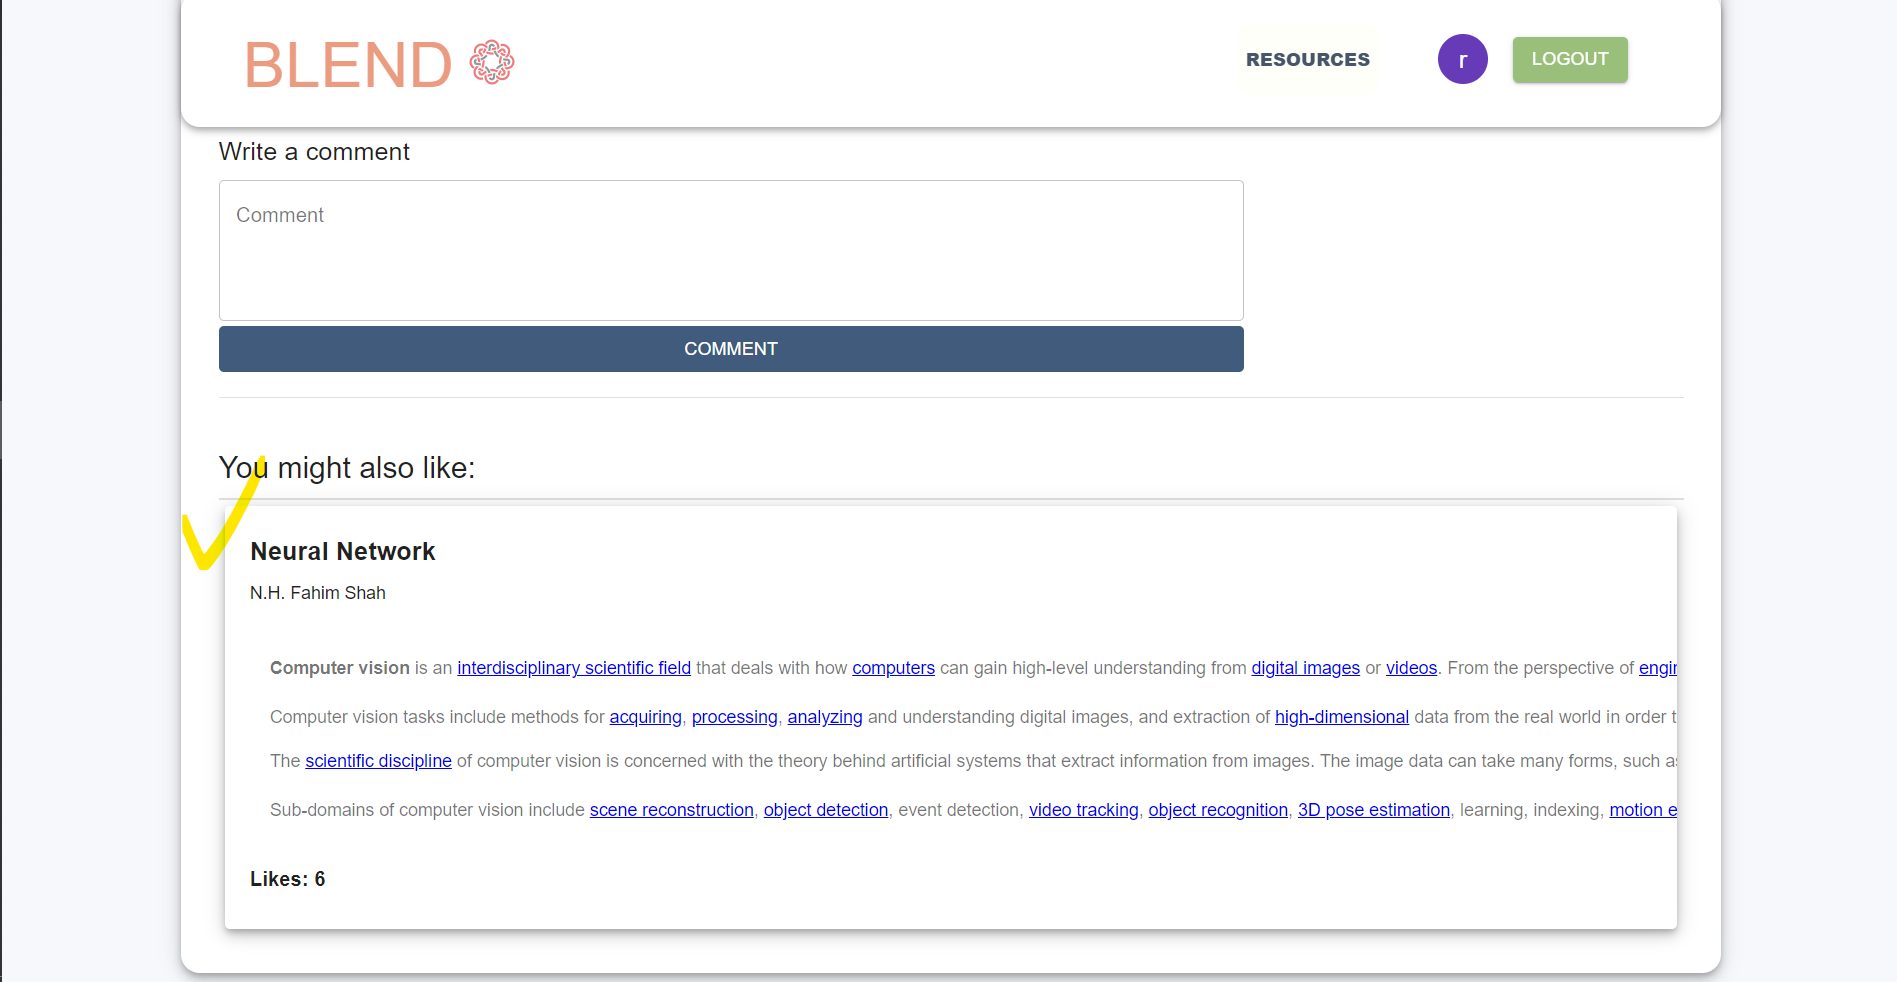 BLEND
RESOURCES
r
LOGOUT
Write a comment
Comment
COMMENT
You might also like:
Neural Network
N.H. Fahim Shah
Computer vision is an interdisciplinary scientific field that deals with how computers can gain high-level understanding from digital images or videos. From the perspective of
Computer vision tasks include methods for acquiring, processing, analyzing and understanding digital images, and extraction of high-dimensional data from the real world in order
The scientific discipline of computer vision is concerned with the theory behind artificial systems that extract information from images. The image data can take many forms, such
Sub-domains of computer vision include scene reconstruction, object detection, event detection, video tracking, object recognition, 3D pose estimation, learning, indexing, motion
Likes: 6